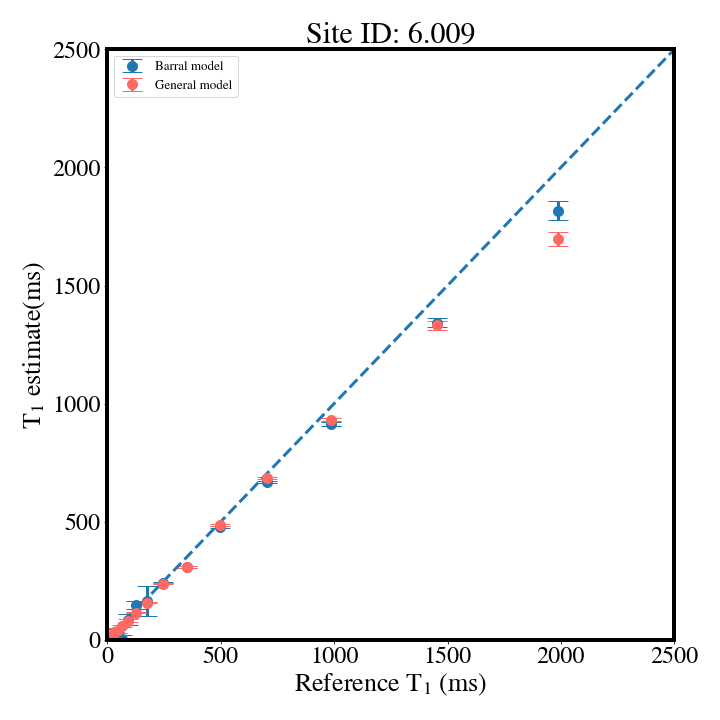 Site ID: 6.009
Barral model
General model
2500
2000
1500
1000
500
0
T₁ estimate(ms)
0 500 1000 1500 2000 2500
Reference T₁ (ms)